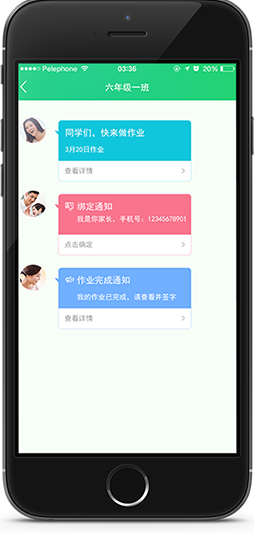 Pelephone
03:36
20%
六年级一班
同学们，快来做作业
3月20日作业
查看详情
绑定通知
我是你家长，手机号：12345678901
点击确定
作业完成通知
我的作业已完成，请查看并签字
查看详情